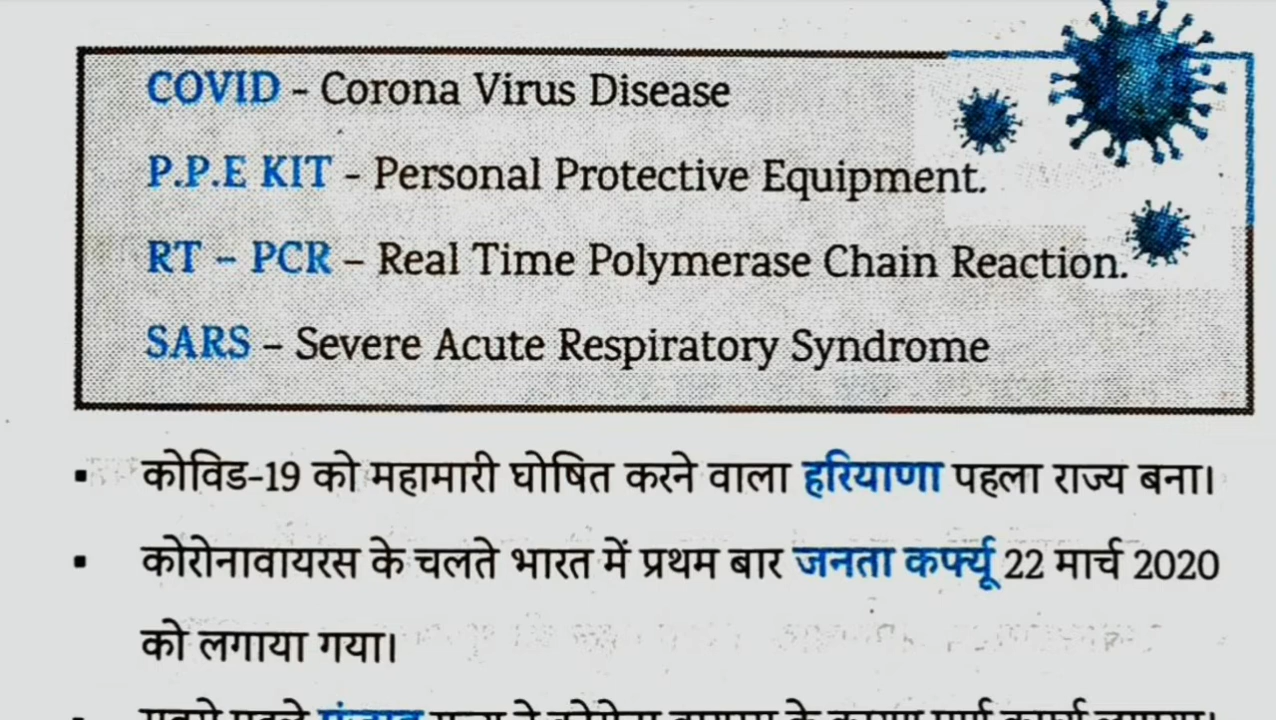 COVID – Corona Virus Disease
P.P.E KIT – Personal Protective Equipment.
RT – PCR – Real Time Polymerase Chain Reaction.
SARS – Severe Acute Respiratory Syndrome
▪ कोविड-19 को महामारी घोषित करने वाला हरियाणा पहला राज्य बना।
▪ कोरोनावायरस के चलते भारत में प्रथम बार जनता कर्फ्यू 22 मार्च 2020
को लगाया गया।